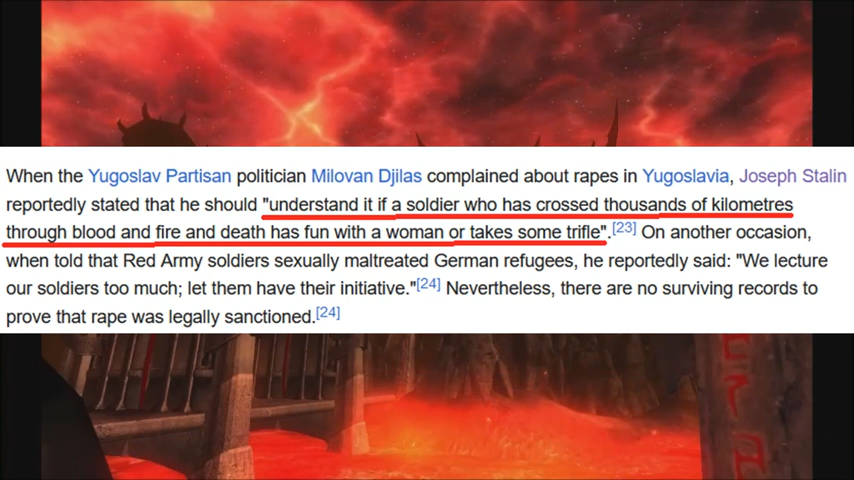 When the Yugoslav Partisan politician Milovan Djilas complained about rapes in Yugoslavia, Joseph Stalin
reportedly stated that he should "understand it if a soldier who has crossed thousands of kilometres
through blood and fire and death has fun with a woman or takes some trifle".[23] On another occasion,
when told that Red Army soldiers sexually maltreated German refugees, he reportedly said: "We lecture
our soldiers too much; let them have their initiative."[24] Nevertheless, there are no surviving records to
prove that rape was legally sanctioned.[24]